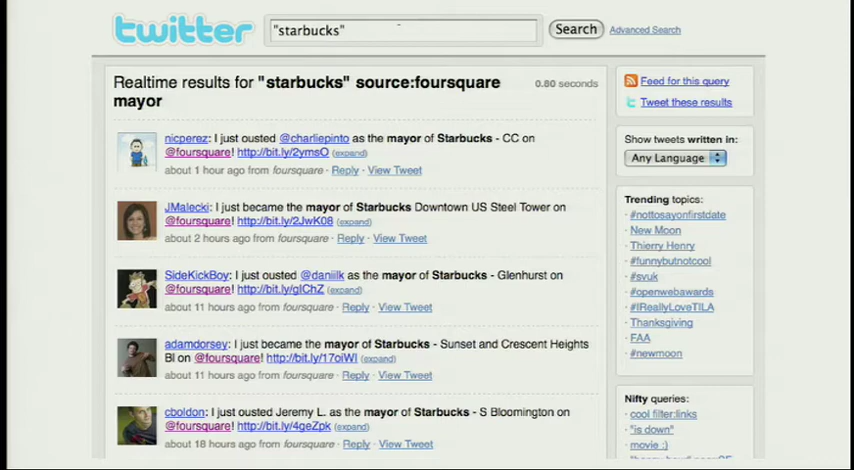 twitter
"starbucks"
Search
Advanced Search
Realtime results for "starbucks" source:foursquare
mayor
0.80 seconds
nicperez: I just ousted @charliepinto as the mayor of Starbucks - CC on
@foursquare! http://bit.ly/2ymsO (expand)
about 1 hour ago from foursquare · Reply · View Tweet
JMalecki: I just became the mayor of Starbucks Downtown US Steel Tower on
@foursquare! http://bit.ly/2JwK08 (expand)
about 2 hours ago from foursquare · Reply · View Tweet
SideKickBoy: I just ousted @daniilk as the mayor of Starbucks - Glenhurst on
@foursquare! http://bit.ly/glChZ (expand)
about 11 hours ago from foursquare · Reply · View Tweet
adamdorsey: I just became the mayor of Starbucks - Sunset and Crescent Heights
Bl on @foursquare! http://bit.ly/17oiWl (expand)
about 11 hours ago from foursquare · Reply · View Tweet
cboldon: I just ousted Jeremy L. as the mayor of Starbucks - S Bloomington on
@foursquare! http://bit.ly/4geZpk (expand)
about 18 hours ago from foursquare · Reply · View Tweet
Feed for this query
Tweet these results
Show tweets written in:
Any Language
Trending topics:
· #nottosayonfirstdate
· New Moon
· Thierry Henry
· #funnybutnotcool
· #svuk
· #openwebawards
· #IReallyLoveTILA
· Thanksgiving
· FAA
· #newmoon
Nifty queries:
· cool filter:links
· "is down"
· movie :)